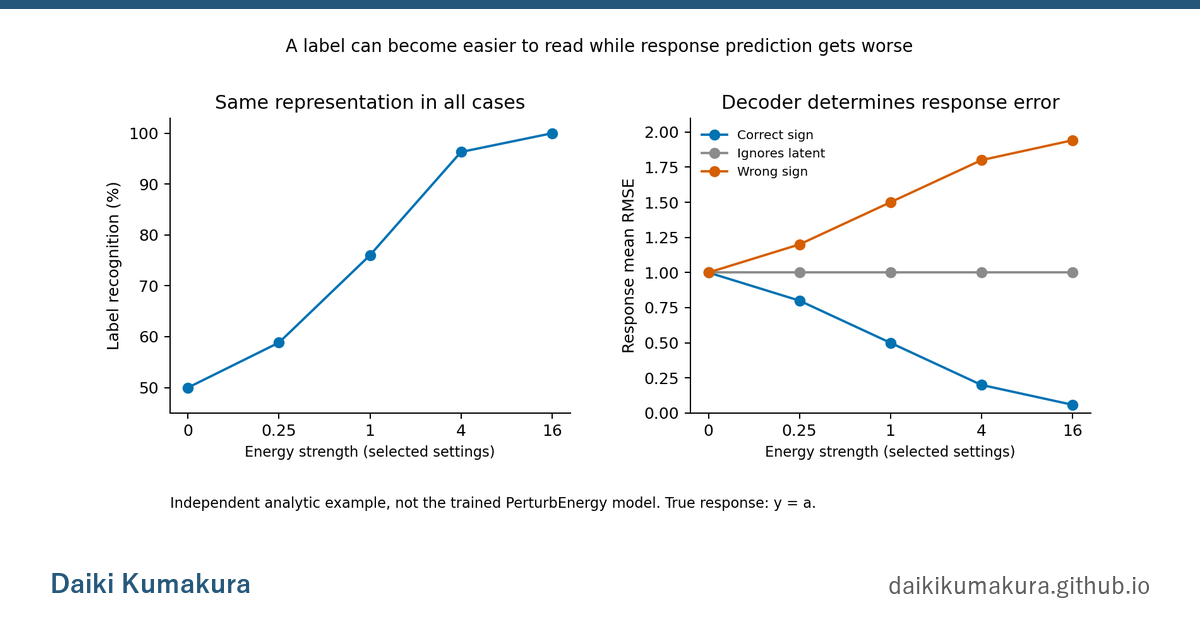 A label can become easier to read while response prediction gets worse
Same representation in all cases
Label recognition (%)
100
90
80
70
60
50
0 0.25 1 4 16
Energy strength (selected settings)
Decoder determines response error
Response mean RMSE
2.00
1.75
1.50
1.25
1.00
0.75
0.50
0.25
0.00
Correct sign
Ignores latent
Wrong sign
0 0.25 1 4 16
Energy strength (selected settings)
Independent analytic example, not the trained PerturbEnergy model. True response: y = a.
Daiki Kumakura
daikikumakura.github.io